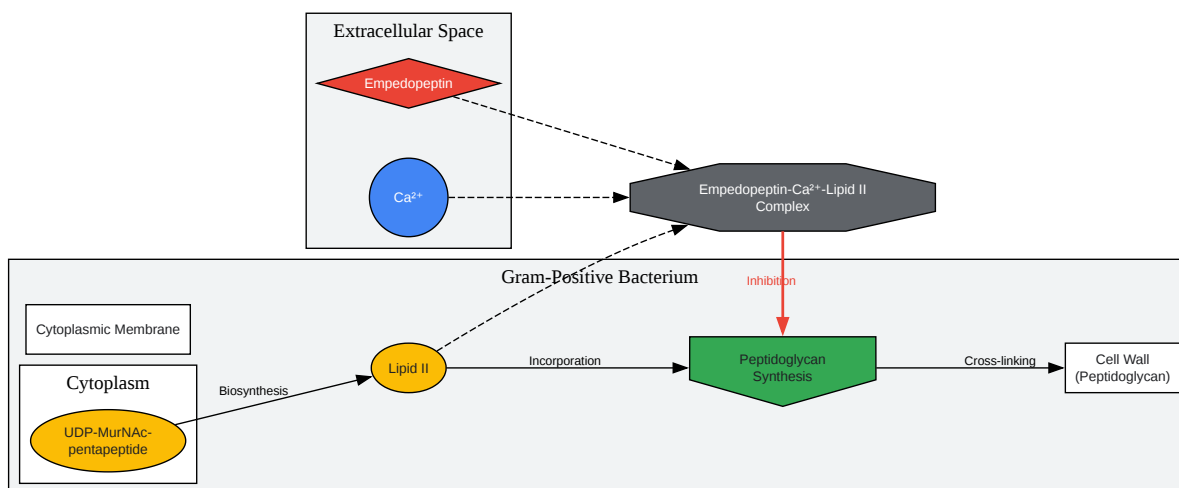 Extracellular Space
Empedopeptin
Ca²⁺
Empedopeptin-Ca²⁺-Lipid II
Complex
Gram-Positive Bacterium
Inhibition
Cytoplasmic Membrane
Cytoplasm
UDP-MurNAc-
pentapeptide
Biosynthesis
Lipid II
Incorporation
Peptidoglycan
Synthesis
Cross-linking
Cell Wall
(Peptidoglycan)